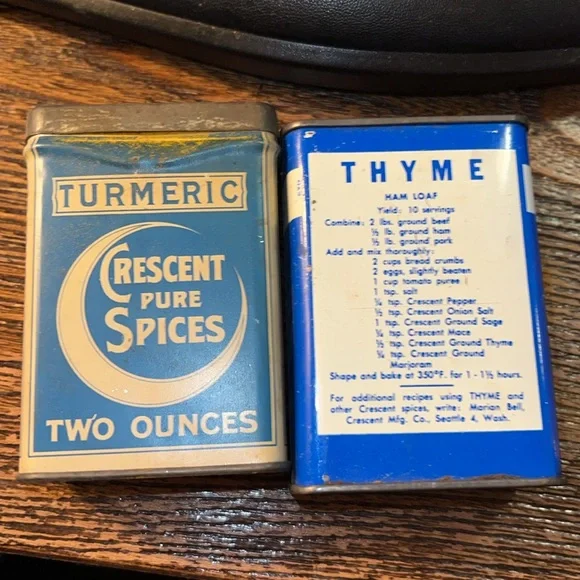 TURMERIC
CRESCENT
PURE
SPICES
TWO OUNCES
THYME
HAM LOAF
Yield: 10 servings
Combine: 2 lbs. ground beef
½ lb. ground ham
½ lb. ground pork
Add and mix thoroughly:
2 cups bread crumbs
2 eggs, slightly beaten
1 cup tomato puree
1 tsp. salt
¼ tsp. Crescent Pepper
½ tsp. Crescent Onion Salt
1 tsp. Crescent Ground Sage
¼ tsp. Crescent Mace
½ tsp. Crescent Ground Thyme
¼ tsp. Crescent Ground
Marjoram
Shape and bake at 350°F. for 1 - 1½ hours.
For additional recipes using THYME and
other Crescent spices, write: Marian Bell,
Crescent Mfg. Co., Seattle 4, Wash.